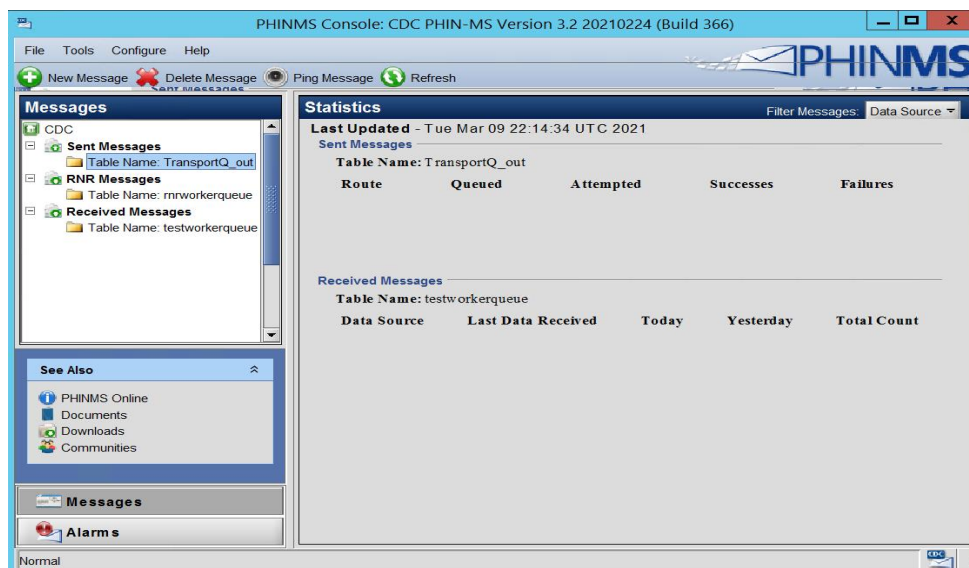 PHINMS Console: CDC PHIN-MS Version 3.2 20210224 (Build 366)
File Tools Configure Help
PHINMS
New Message Delete Message Ping Message Refresh
Sent Messages
Messages
CDC
Sent Messages
Table Name: TransportQ_out
RNR Messages
Table Name: rnrworkerqueue
Received Messages
Table Name: testworkerqueue
See Also
PHINMS Online
Documents
Downloads
Communities
Messages
Alarms
Statistics
Filter Messages: Data Source
Last Updated - Tue Mar 09 22:14:34 UTC 2021
Sent Messages
Table Name: TransportQ_out
Route Queued Attempted Successes Failures
Received Messages
Table Name: testworkerqueue
Data Source Last Data Received Today Yesterday Total Count
Normal
CDC